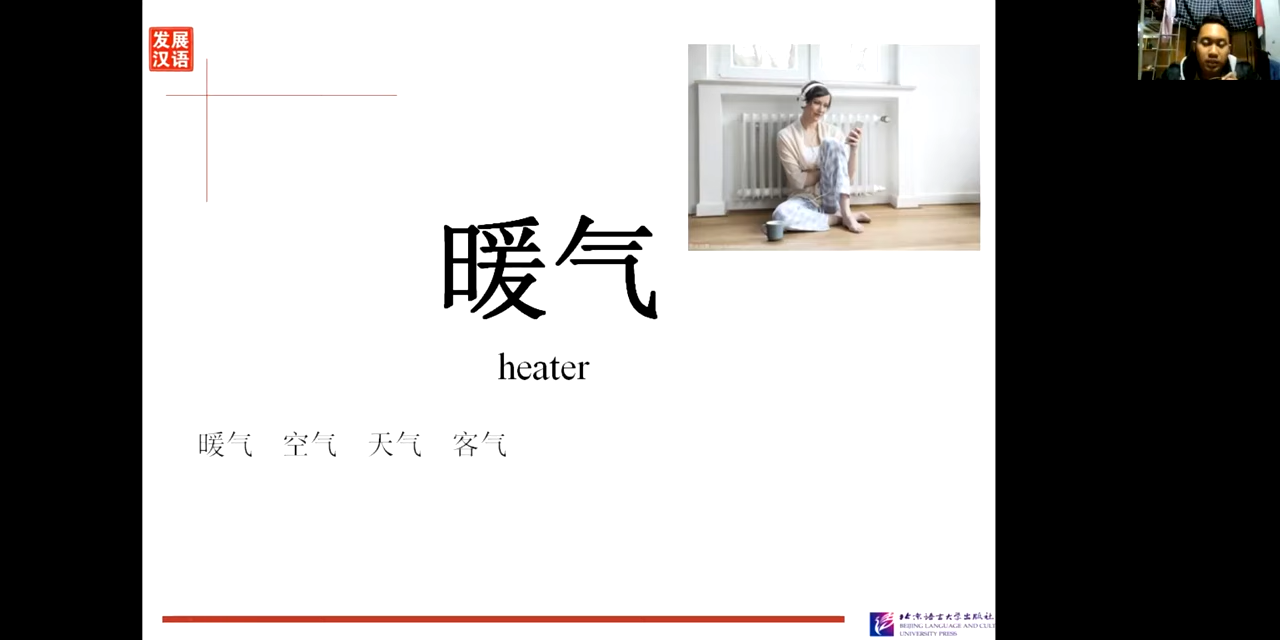 发展
汉语
暖气
heater
暖气 空气 天气 客气
北京语言大学出版社
BEIJING LANGUAGE AND CULT
UNIVERSITY PRESS